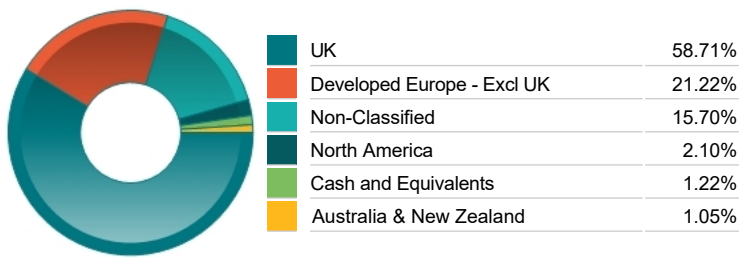 UK 58.71%
Developed Europe - Excl UK 21.22%
Non-Classified 15.70%
North America 2.10%
Cash and Equivalents 1.22%
Australia & New Zealand 1.05%